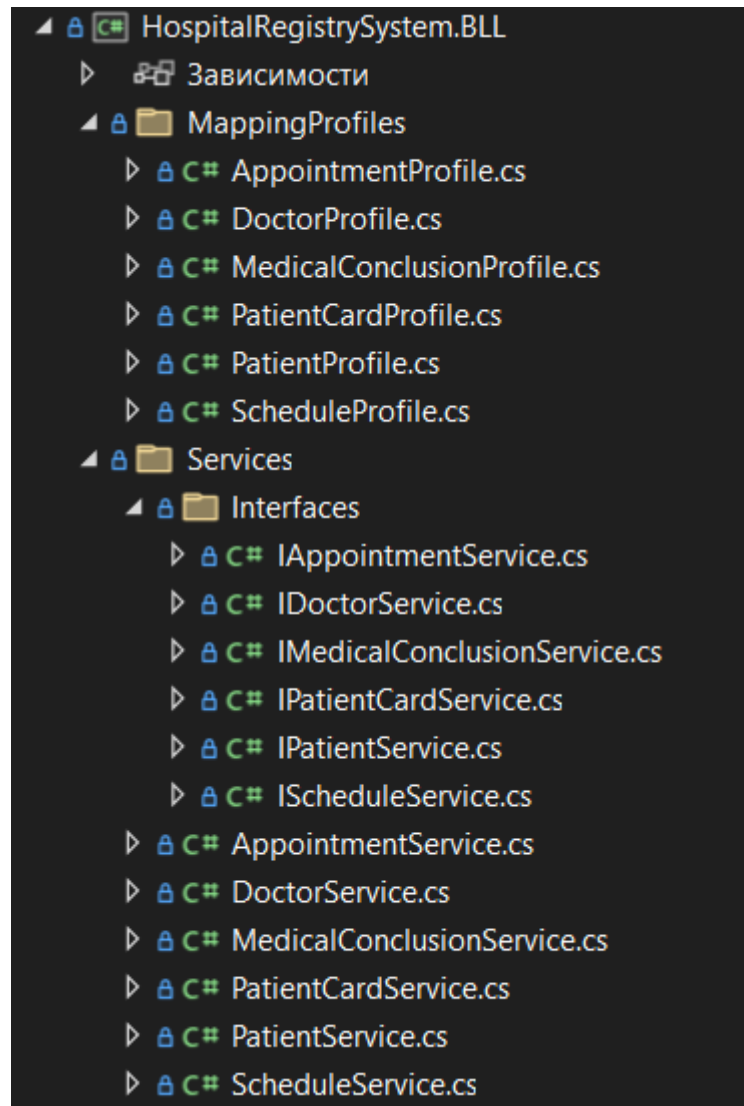 C# HospitalRegistrySystem.BLL
Зависимости
MappingProfiles
C# AppointmentProfile.cs
C# DoctorProfile.cs
C# MedicalConclusionProfile.cs
C# PatientCardProfile.cs
C# PatientProfile.cs
C# ScheduleProfile.cs
Services
Interfaces
C# IAppointmentService.cs
C# IDoctorService.cs
C# IMedicalConclusionService.cs
C# IPatientCardService.cs
C# IPatientService.cs
C# IScheduleService.cs
C# AppointmentService.cs
C# DoctorService.cs
C# MedicalConclusionService.cs
C# PatientCardService.cs
C# PatientService.cs
C# ScheduleService.cs